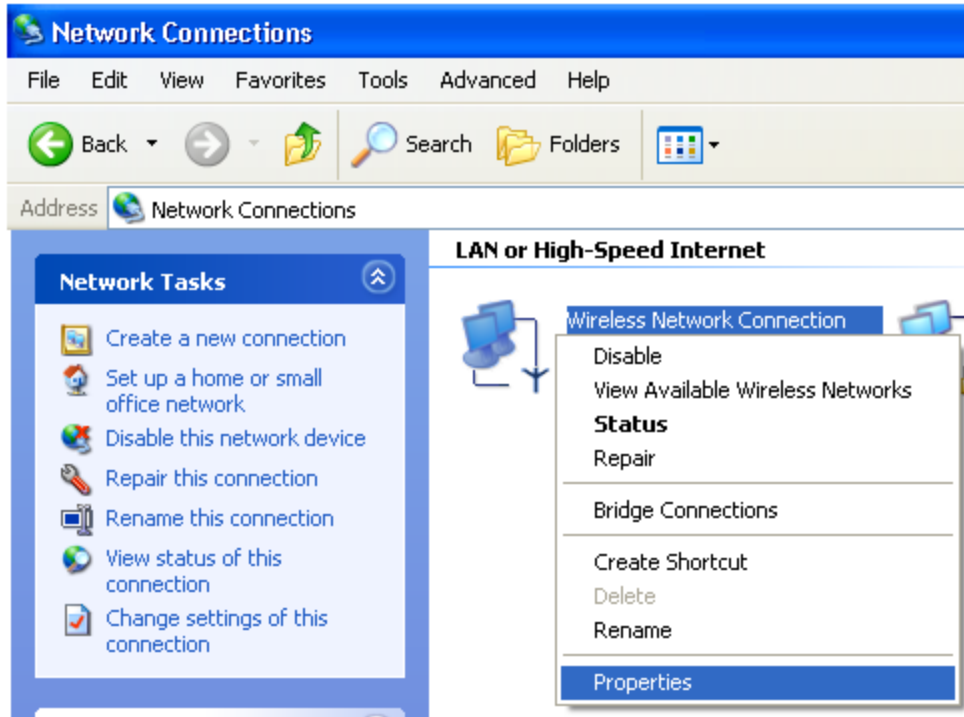 Network Connections
File Edit View Favorites Tools Advanced Help
Back Search Folders
Address Network Connections
Network Tasks
Create a new connection
Set up a home or small
office network
Disable this network device
Repair this connection
Rename this connection
View status of this
connection
Change settings of this
connection
LAN or High-Speed Internet
Wireless Network Connection
Disable
View Available Wireless Networks
Status
Repair
Bridge Connections
Create Shortcut
Delete
Rename
Properties